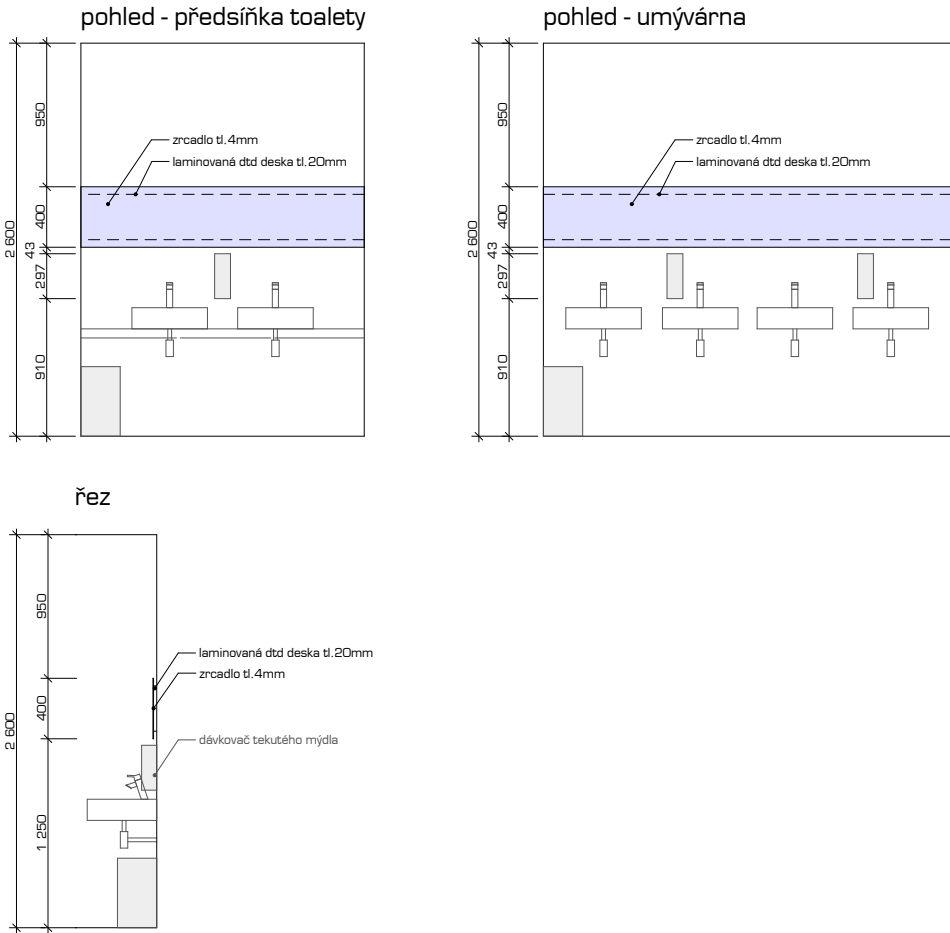 pohled - předsíňka toalety
950
zrcadlo tl.4mm
laminovaná dtd deska tl.20mm
400
2 600
43
297
910
pohled - umývárna
950
zrcadlo tl.4mm
laminovaná dtd deska tl.20mm
400
2 600
43
297
910
řez
950
laminovaná dtd deska tl.20mm
zrcadlo tl.4mm
400
2 600
dávkovač tekutého mýdla
1 250